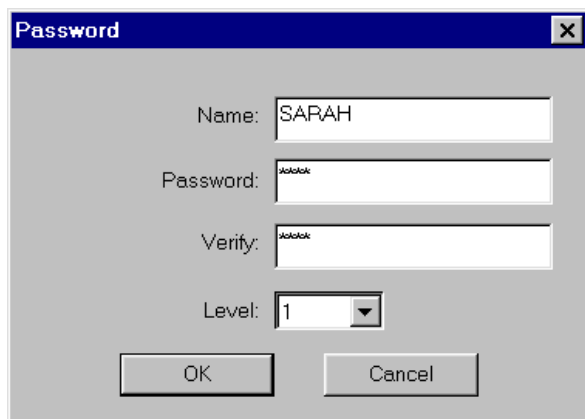 Password
Name: SARAH
Password: ****
Verify: ****
Level: 1
OK Cancel